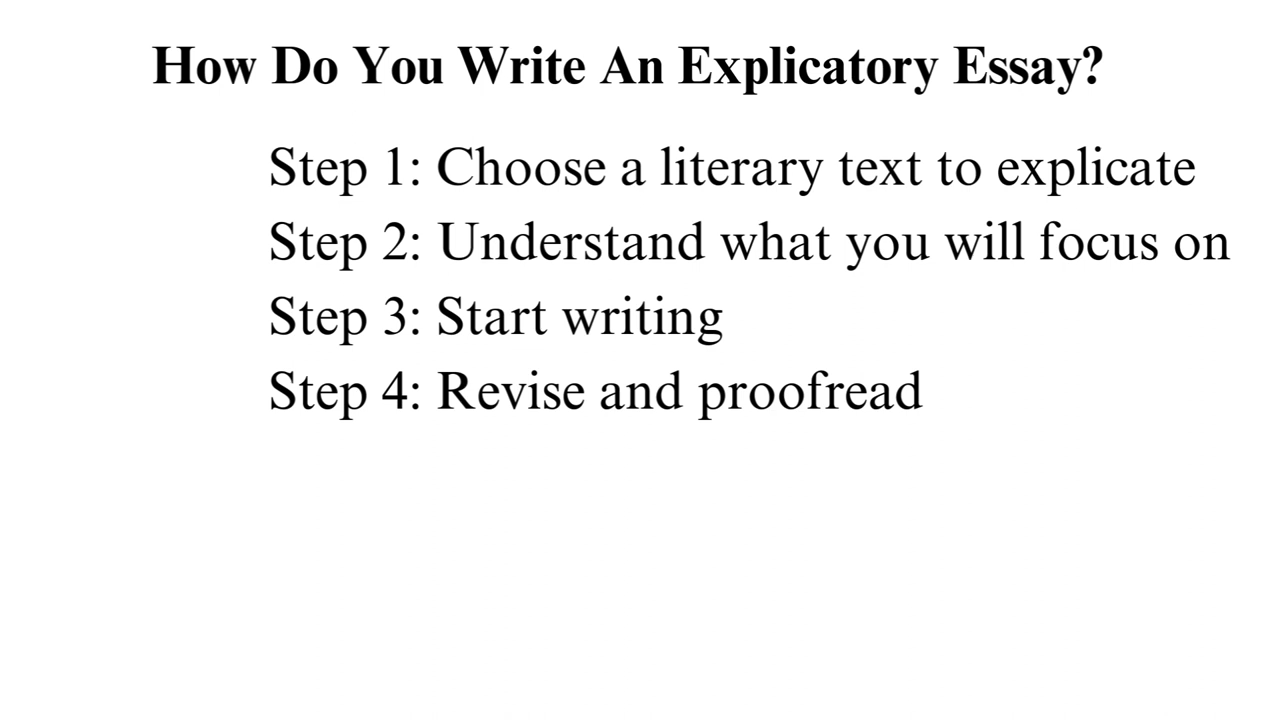 How Do You Write An Explicatory Essay?
Step 1: Choose a literary text to explicate
Step 2: Understand what you will focus on
Step 3: Start writing
Step 4: Revise and proofread